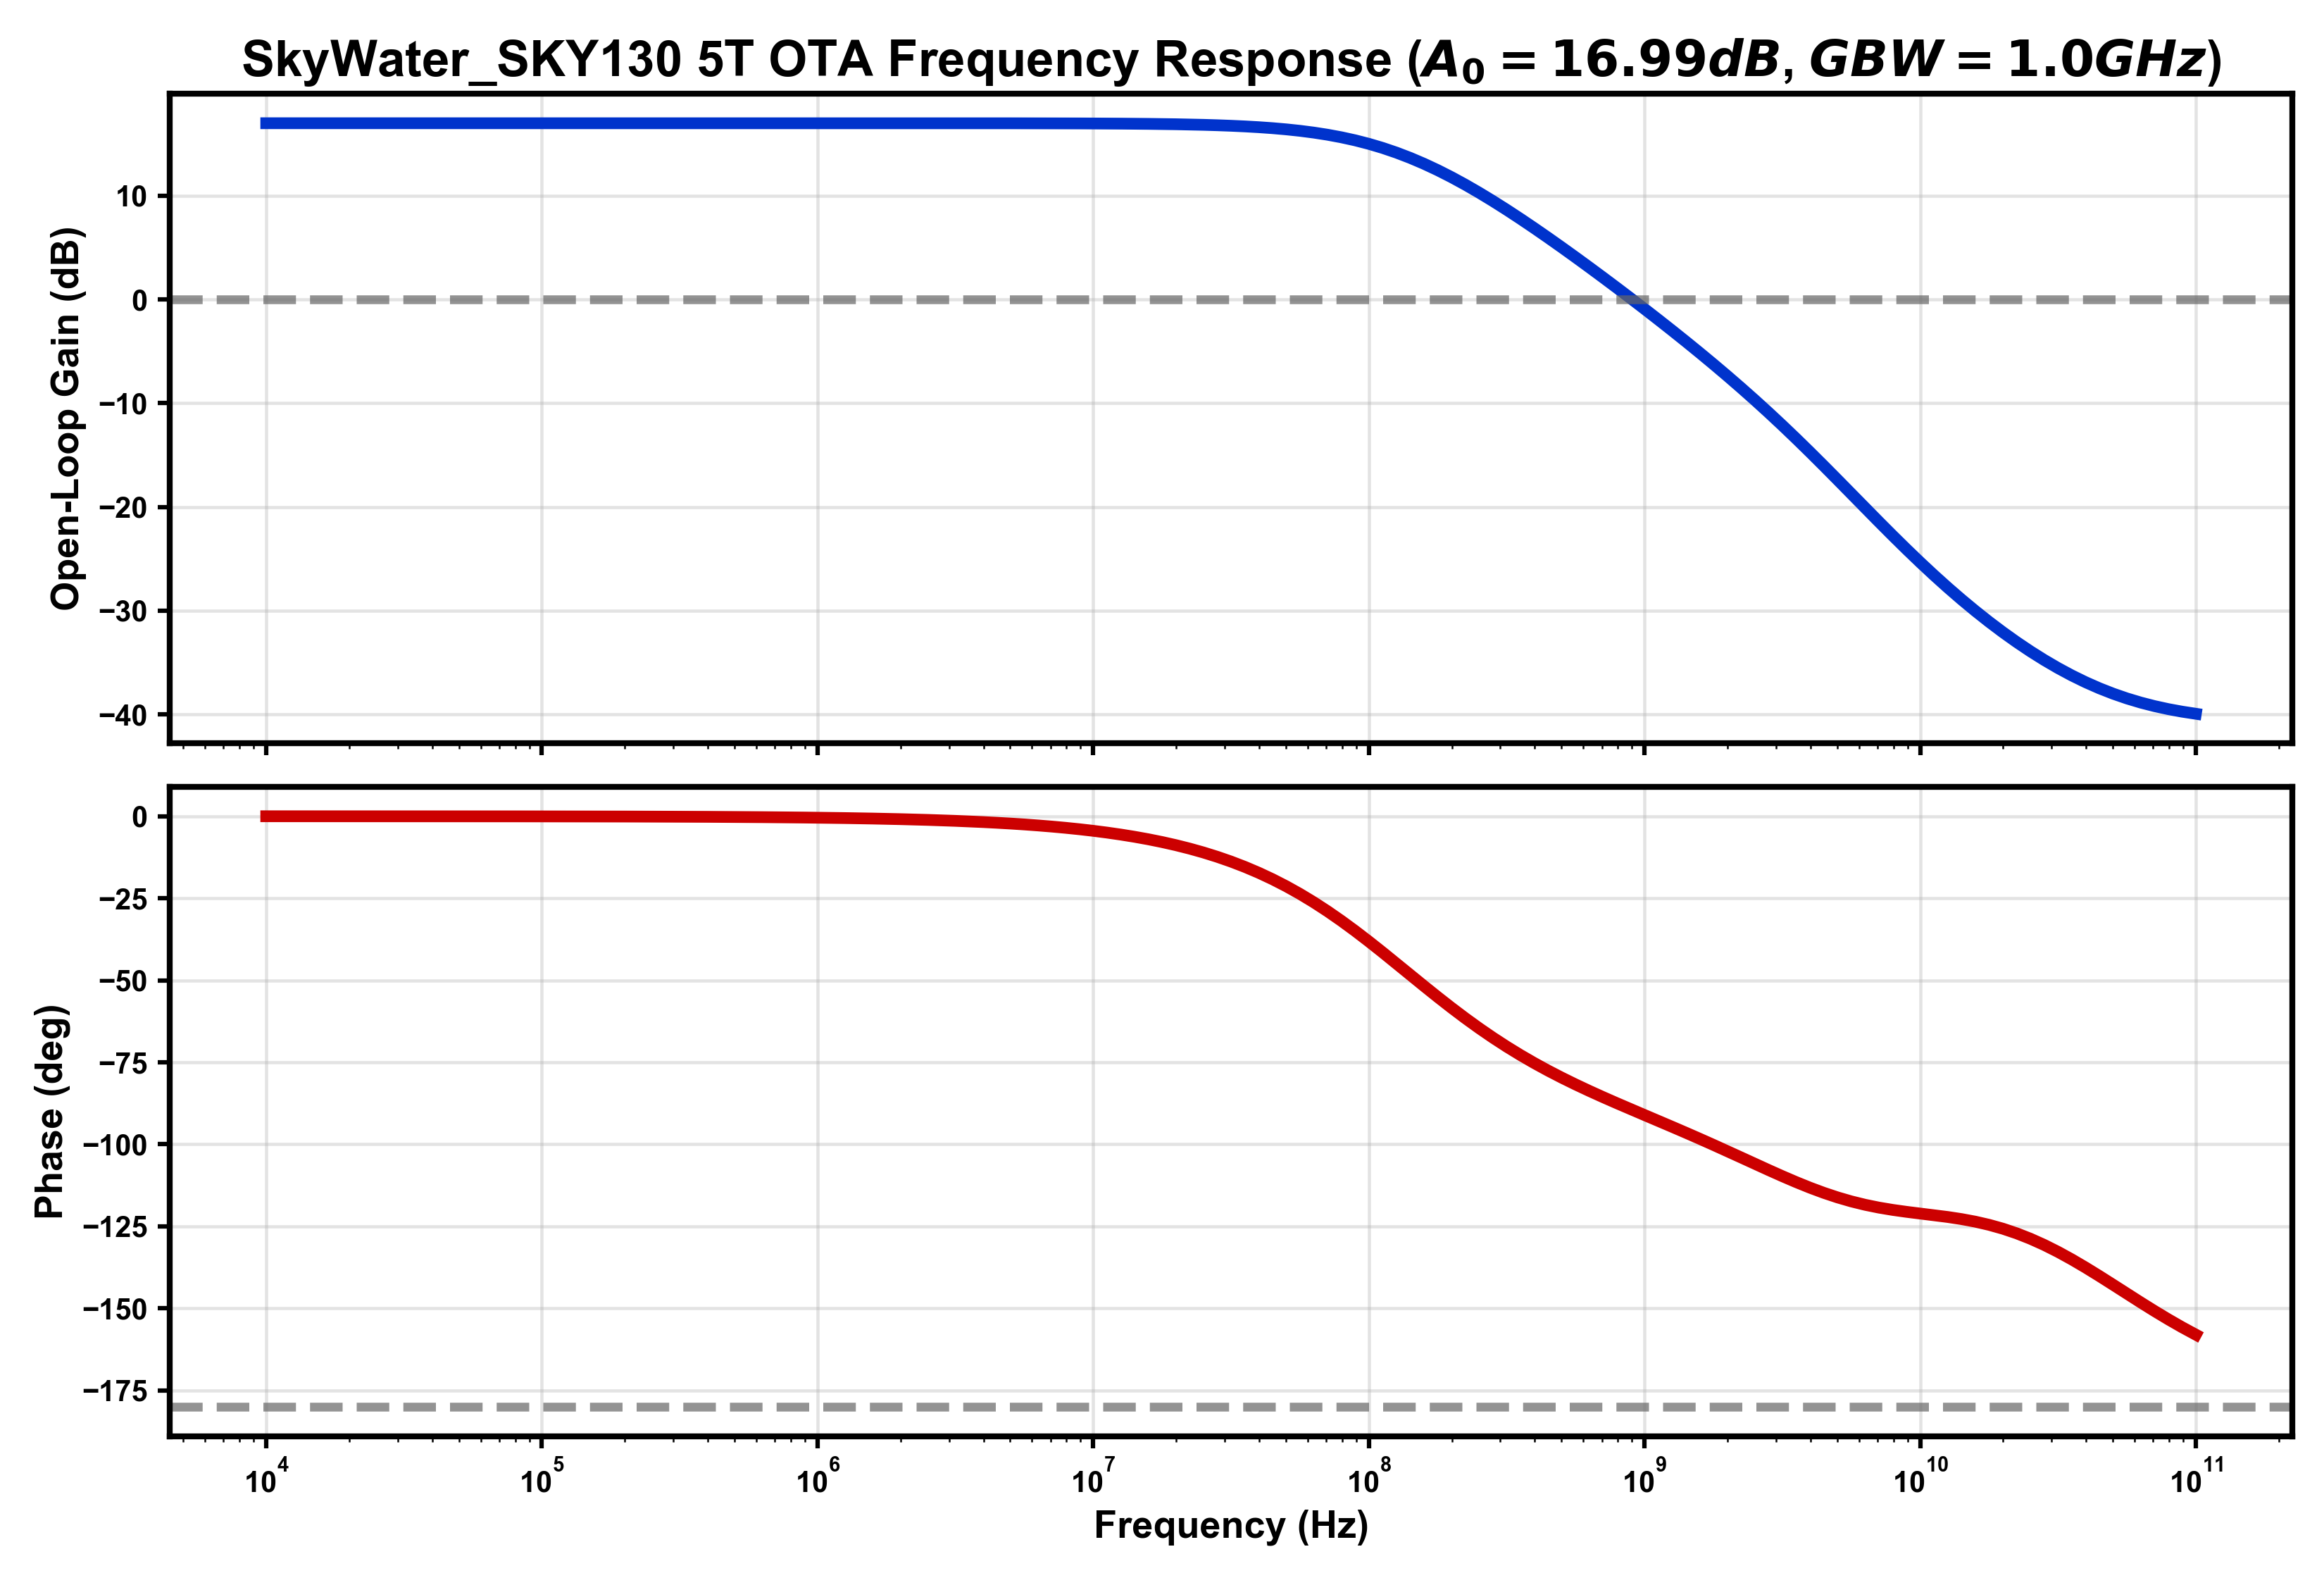 SkyWater_SKY130 5T OTA Frequency Response (A₀ = 16.99dB, GBW = 1.0GHz)
Open-Loop Gain (dB)
10
0
−10
−20
−30
−40
Phase (deg)
0
−25
−50
−75
−100
−125
−150
−175
10⁴ 10⁵ 10⁶ 10⁷ 10⁸ 10⁹ 10¹⁰ 10¹¹
Frequency (Hz)